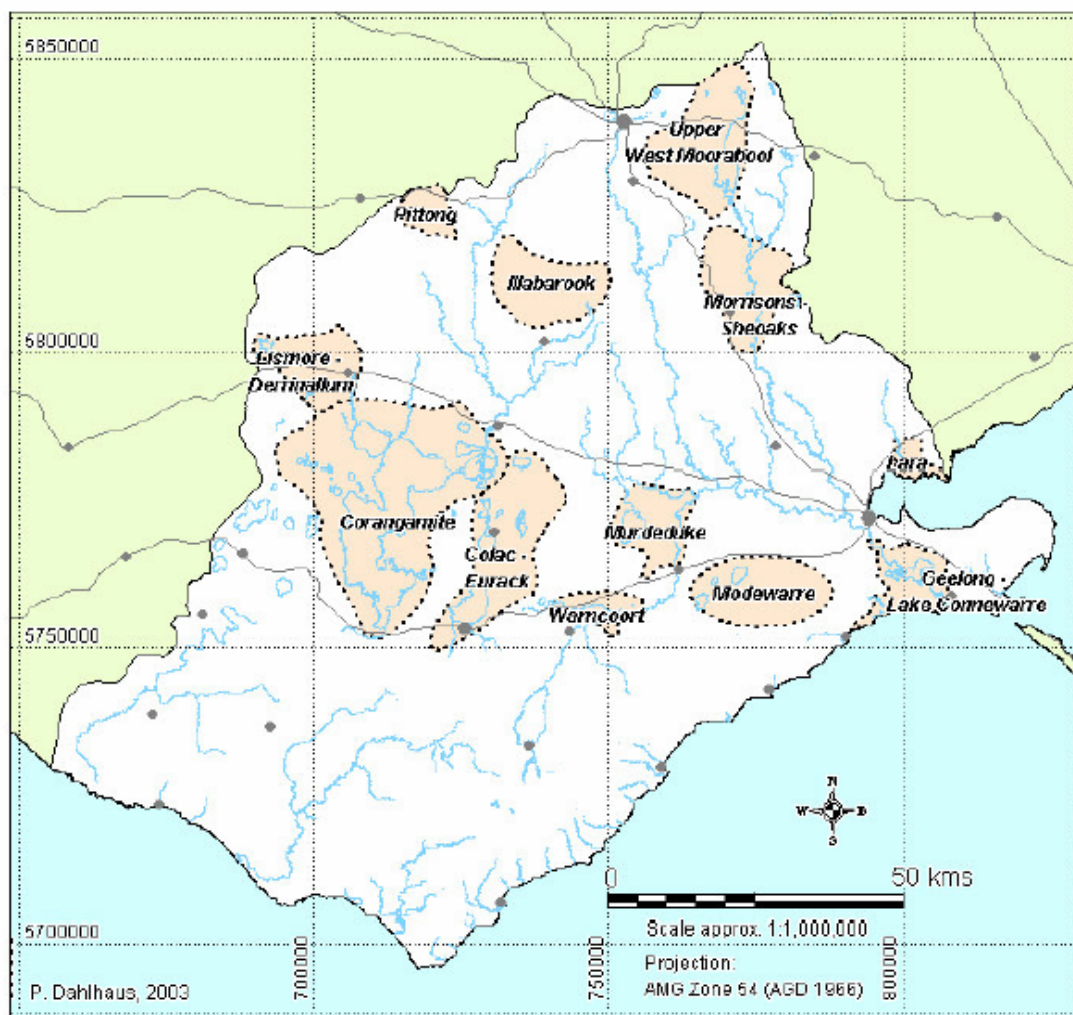 5850000
Upper
West Moorabool
Pittong
Illabarook
Morrisons-
Sheoaks
5800000
Lismore -
Derrinallum
Lara
Corangamite
Murdeduke
Colac -
Eurack
Modewarre
Geelong
Lake Connewarre
Warncoort
5750000
N
W
E
S
0
50 kms
Scale approx. 1:1,000,000
5700000
Projection:
AMG Zone 54 (AGD 1966)
P. Dahlhaus, 2003
700000
750000
800000